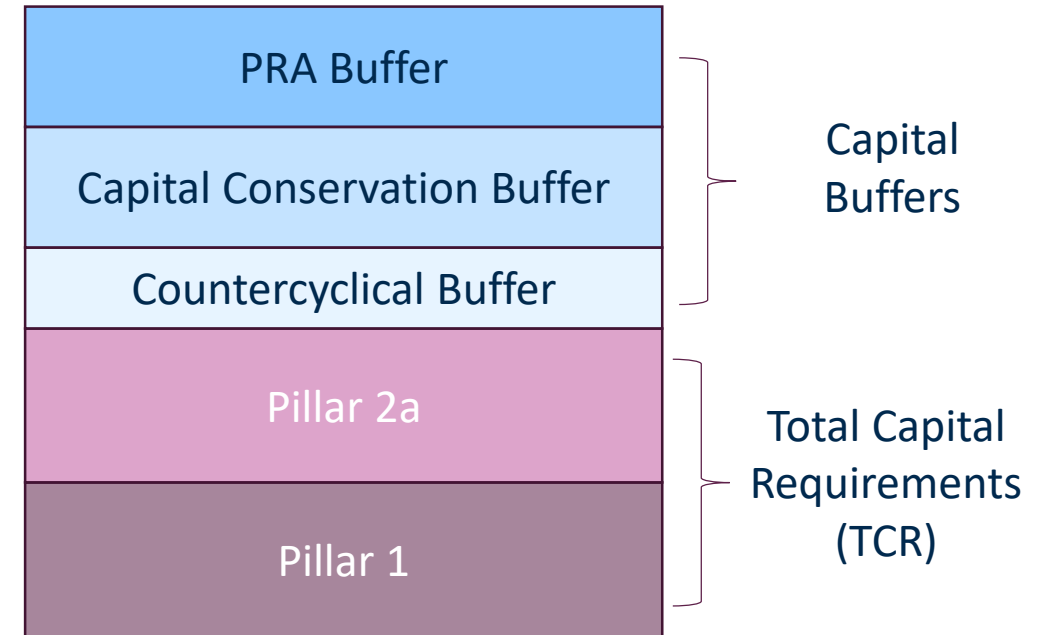 PRA Buffer
Capital Conservation Buffer
Countercyclical Buffer
Pillar 2a
Pillar 1
Capital
Buffers
Total Capital
Requirements
(TCR)